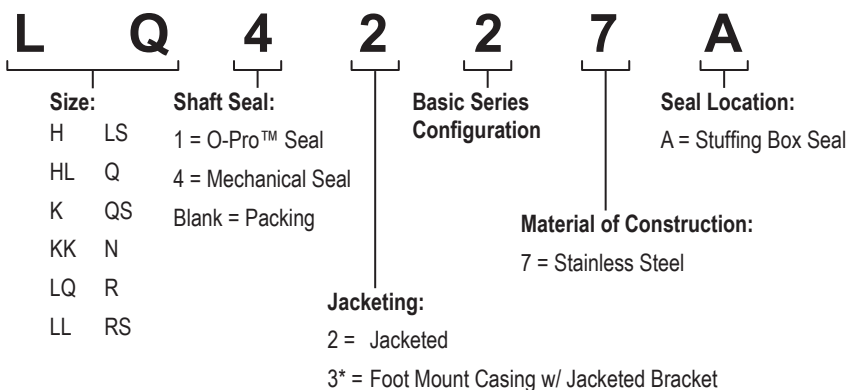 L Q 4 2 2 7 A
Size:
H LS
HL Q
K QS
KK N
LQ R
LL RS
Shaft Seal:
1 = O-Pro™ Seal
4 = Mechanical Seal
Blank = Packing
Jacketing:
2 = Jacketed
3* = Foot Mount Casing w/ Jacketed Bracket
Basic Series
Configuration
Material of Construction:
7 = Stainless Steel
Seal Location:
A = Stuffing Box Seal